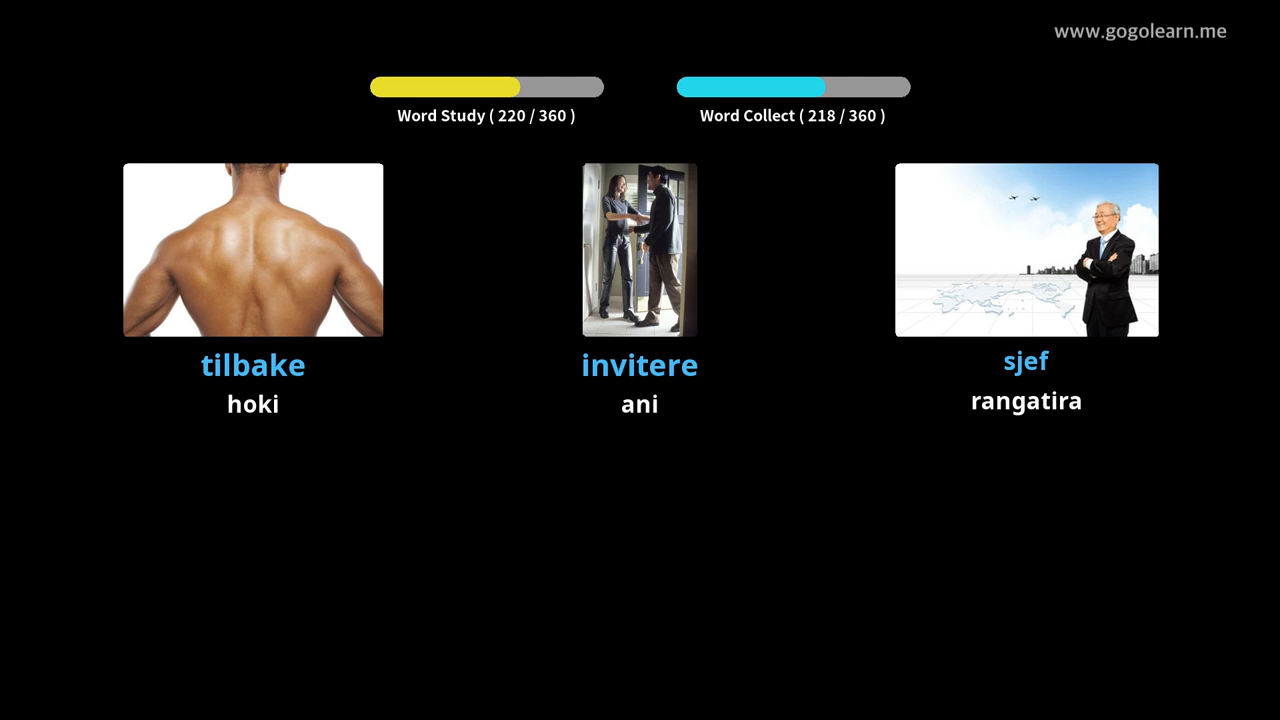 www.gogolearn.me
Word Study ( 220 / 360 )
Word Collect ( 218 / 360 )
tilbake
hoki
invitere
ani
sjef
rangatira